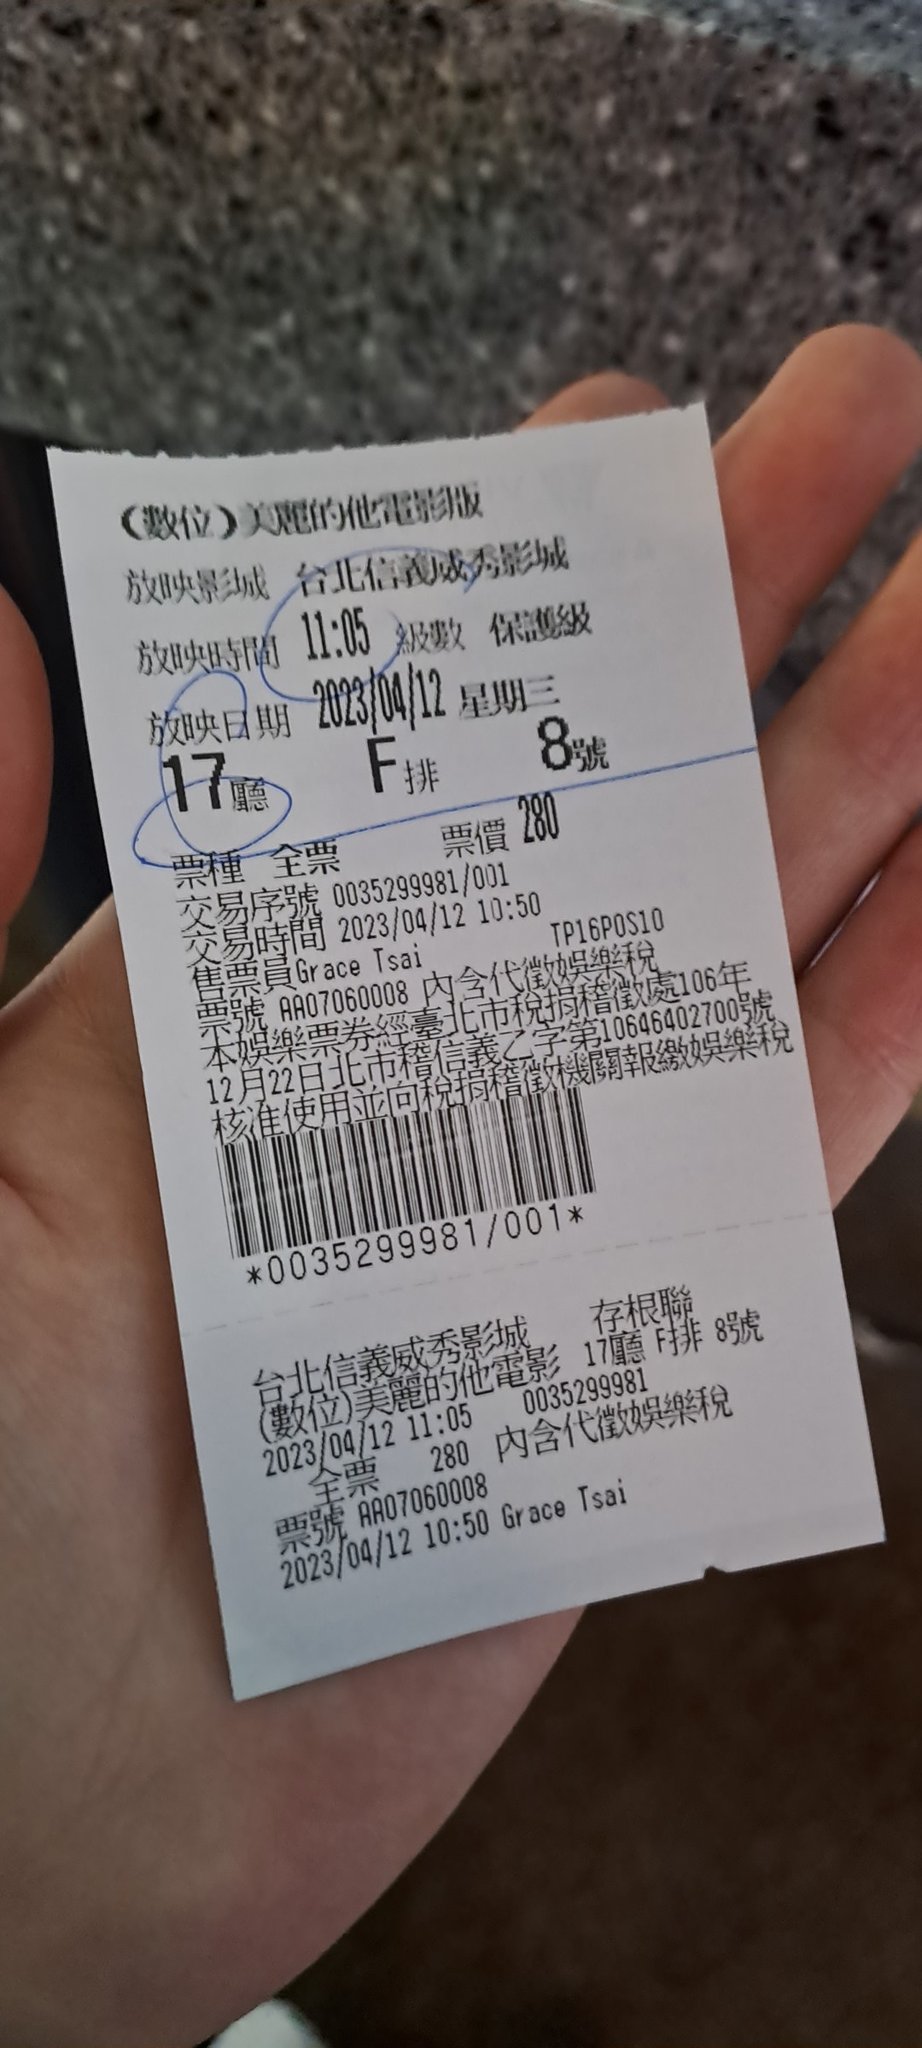 (數位)美麗的他電影版
放映影城 台北信義威秀影城
放映時間 11:05 級數 保護級
放映日期 2023/04/12 星期三
17廳 F排 8號
票種 全票 票價 280
交易序號 0035299981/001
交易時間 2023/04/12 10:50
售票員Grace Tsai TP16POS10
票號 AA07060008 內含代徵娛樂稅
本娛樂票券經臺北市稅捐稽徵處106年
12月22日北市稽信義乙字第10646402700號
核准使用並向稅捐稽徵機關報繳娛樂稅
*0035299981/001*
台北信義威秀影城 存根聯
(數位)美麗的他電影 17廳 F排 8號
2023/04/12 11:05 0035299981
全票 280 內含代徵娛樂稅
票號 AA07060008
2023/04/12 10:50 Grace Tsai